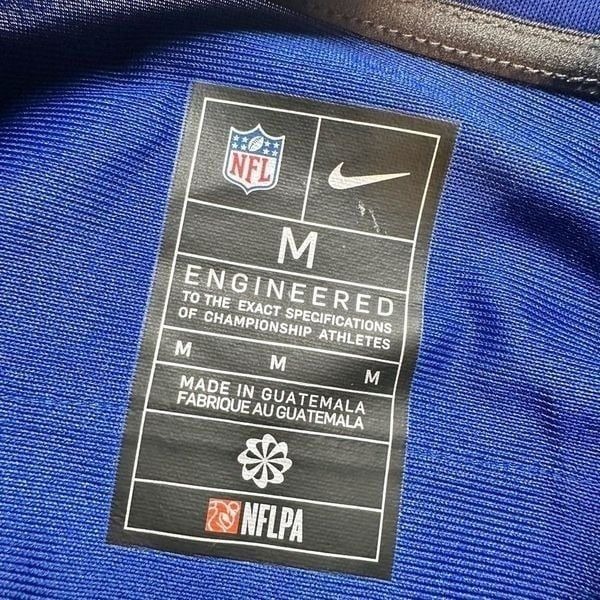 NFL
M
ENGINEERED
TO THE EXACT SPECIFICATIONS
OF CHAMPIONSHIP ATHLETES
M M M
MADE IN GUATEMALA
FABRIQUE AU GUATEMALA
NFLPA